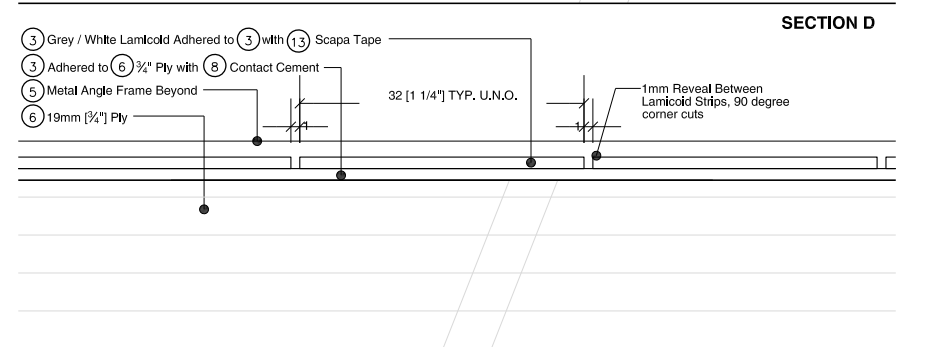 SECTION D
3 Grey / White Lamicoid Adhered to 3 with 13 Scapa Tape
3 Adhered to 6 ¾" Ply with 8 Contact Cement
5 Metal Angle Frame Beyond
6 19mm [¾"] Ply
32 [1 1/4"] TYP. U.N.O.
1
1
1mm Reveal Between
Lamicoid Strips, 90 degree
corner cuts